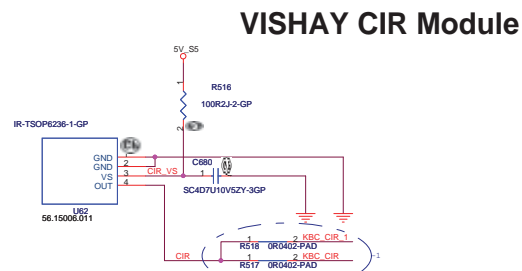 VISHAY CIR Module
5V_S5
1
R516
100R2J-2-GP
2
IR-TSOP6236-1-GP
GND
GND 2
VS 3 CIR_VS
OUT 4
C680
1
SC4D7U10V5ZY-3GP
U62
56.15006.011
1 2 KBC_CIR_1
R518 0R0402-PAD
CIR 1 2 KBC_CIR
R517 0R0402-PAD
-1